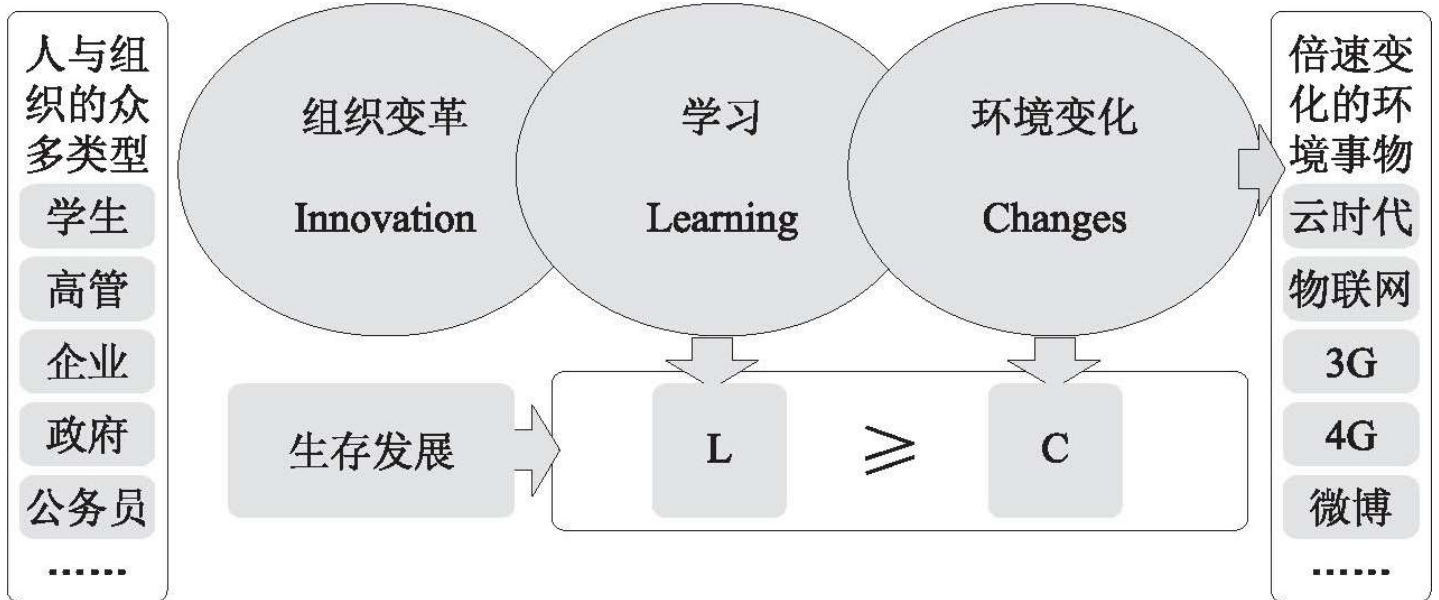 人与组
织的众
多类型
学生
高管
企业
政府
公务员
……
组织变革
Innovation
学习
Learning
环境变化
Changes
生存发展
L
⩾
C
倍速变
化的环
境事物
云时代
物联网
3G
4G
微博
……